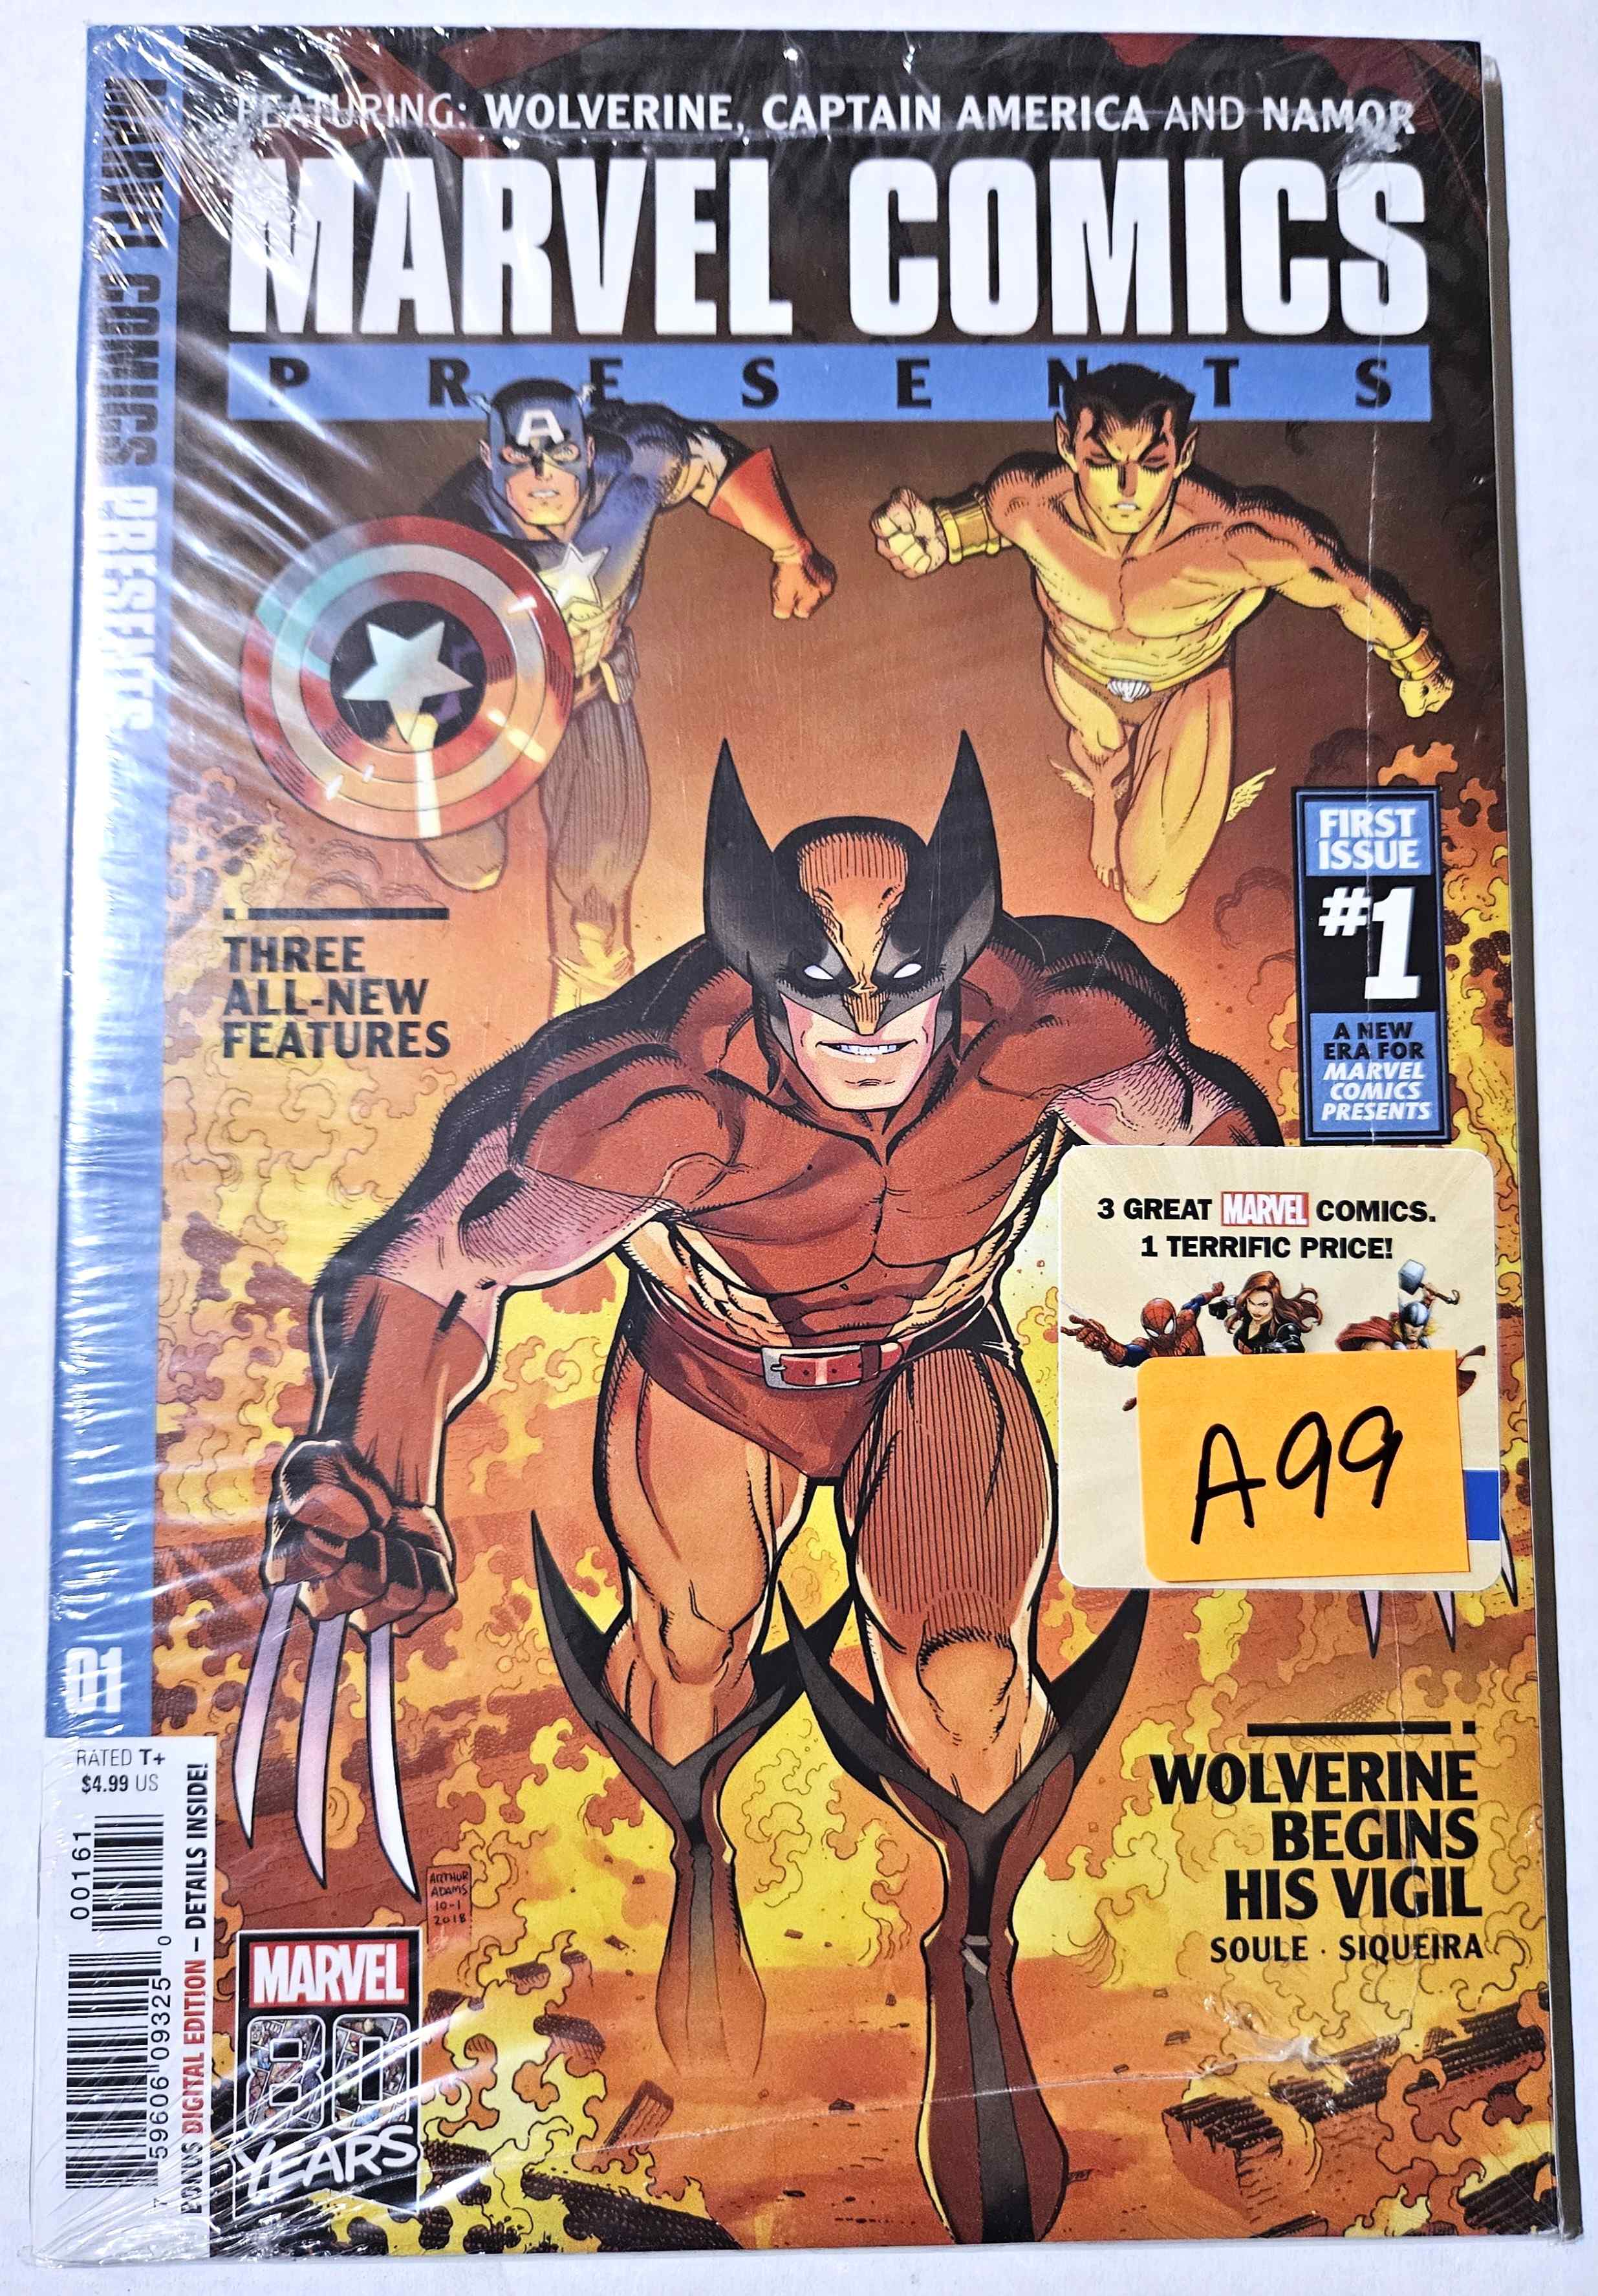 FEATURING: WOLVERINE, CAPTAIN AMERICA AND NAMOR
MARVEL COMICS
PRESENTS
MARVEL COMICS PRESENTS
A
THREE
ALL-NEW
FEATURES
FIRST
ISSUE
#1
A NEW
ERA FOR
MARVEL
COMICS
PRESENTS
3 GREAT MARVEL COMICS.
1 TERRIFIC PRICE!
A99
01
RATED T+
$4.99 US
00161
7 59606 09325 0
BONUS DIGITAL EDITION – DETAILS INSIDE!
ARTHUR
ADAMS
10-1
2018
MARVEL
80
YEARS
WOLVERINE
BEGINS
HIS VIGIL
SOULE · SIQUEIRA